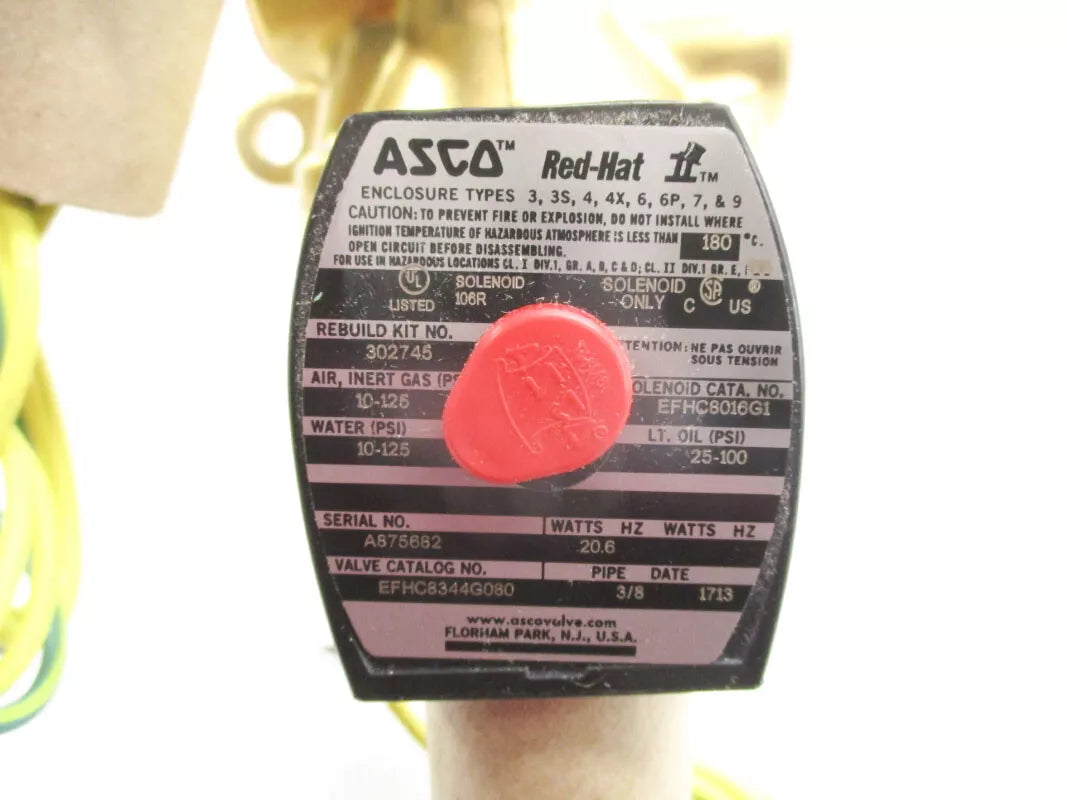 ASCO™ Red-Hat II™
ENCLOSURE TYPES 3, 3S, 4, 4X, 6, 6P, 7, & 9
CAUTION: TO PREVENT FIRE OR EXPLOSION, DO NOT INSTALL WHERE
IGNITION TEMPERATURE OF HAZARDOUS ATMOSPHERE IS LESS THAN 180 °C.
OPEN CIRCUIT BEFORE DISASSEMBLING.
FOR USE IN HAZARDOUS LOCATIONS CL. I DIV.1, GR. A, B, C & D; CL. II DIV.1 GR. E,
UL SOLENOID SOLENOID SA ®
LISTED 106R ONLY C US
REBUILD KIT NO. TENTION: NE PAS OUVRIR
302745 SOUS TENSION
AIR, INERT GAS (PS OLENOID CATA. NO.
10-125 EFHC8016G1
WATER (PSI) LT. OIL (PSI)
10-125 25-100
SERIAL NO. WATTS HZ WATTS HZ
A875682 20.6
VALVE CATALOG NO. PIPE DATE
EFHC8344G080 3/8 1713
www.ascovalve.com
FLORHAM PARK, N.J., U.S.A.